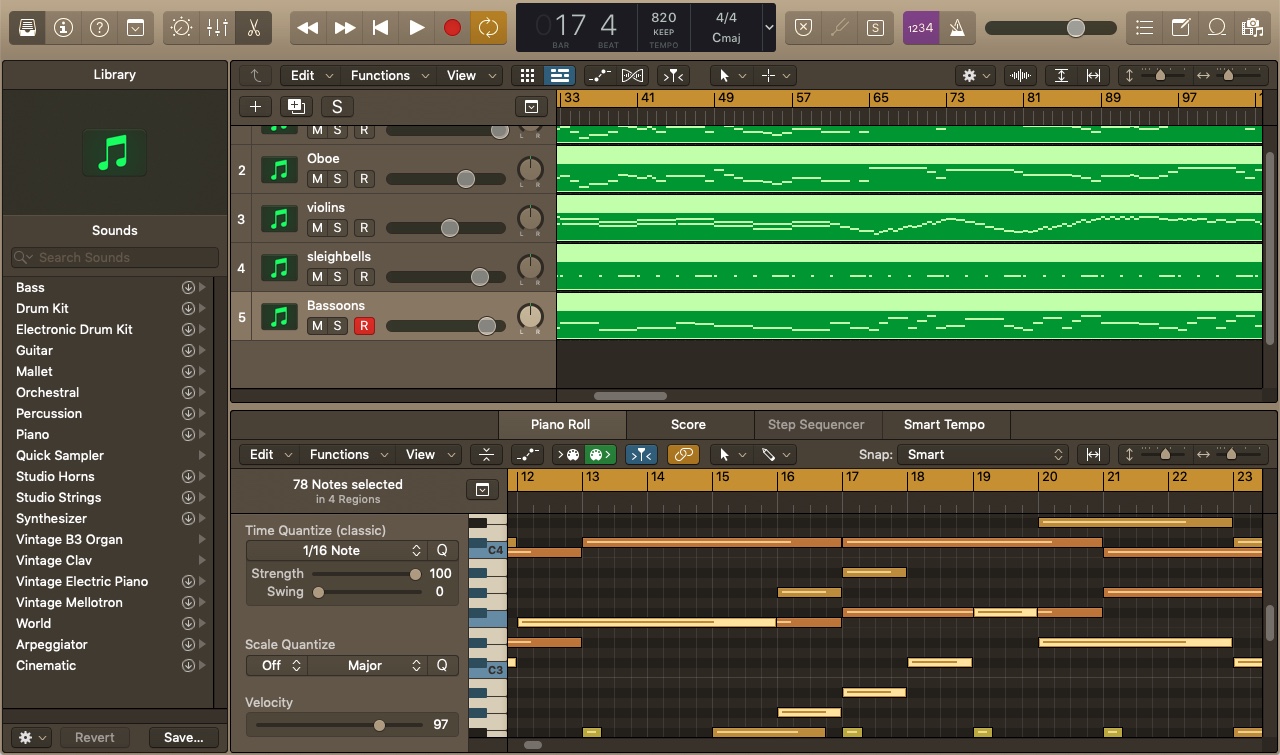 017 4
BAR BEAT
820
KEEP
TEMPO
4/4
Cmaj
S
1234
Library
Sounds
Search Sounds
Bass
Drum Kit
Electronic Drum Kit
Guitar
Mallet
Orchestral
Percussion
Piano
Quick Sampler
Studio Horns
Studio Strings
Synthesizer
Vintage B3 Organ
Vintage Clav
Vintage Electric Piano
Vintage Mellotron
World
Arpeggiator
Cinematic
Revert Save...
Edit Functions View
S
33 41 49 57 65 73 81 89 97
M S R L R
2 Oboe
M S R L R
3 violins
M S R L R
4 sleighbells
M S R L R
5 Bassoons
M S R L R
Piano Roll Score Step Sequencer Smart Tempo
Edit Functions View Snap: Smart
78 Notes selected
in 4 Regions
12 13 14 15 16 17 18 19 20 21 22 23
Time Quantize (classic)
1/16 Note Q
Strength 100
Swing 0
Scale Quantize
Off Major Q
Velocity
97
C4
C3